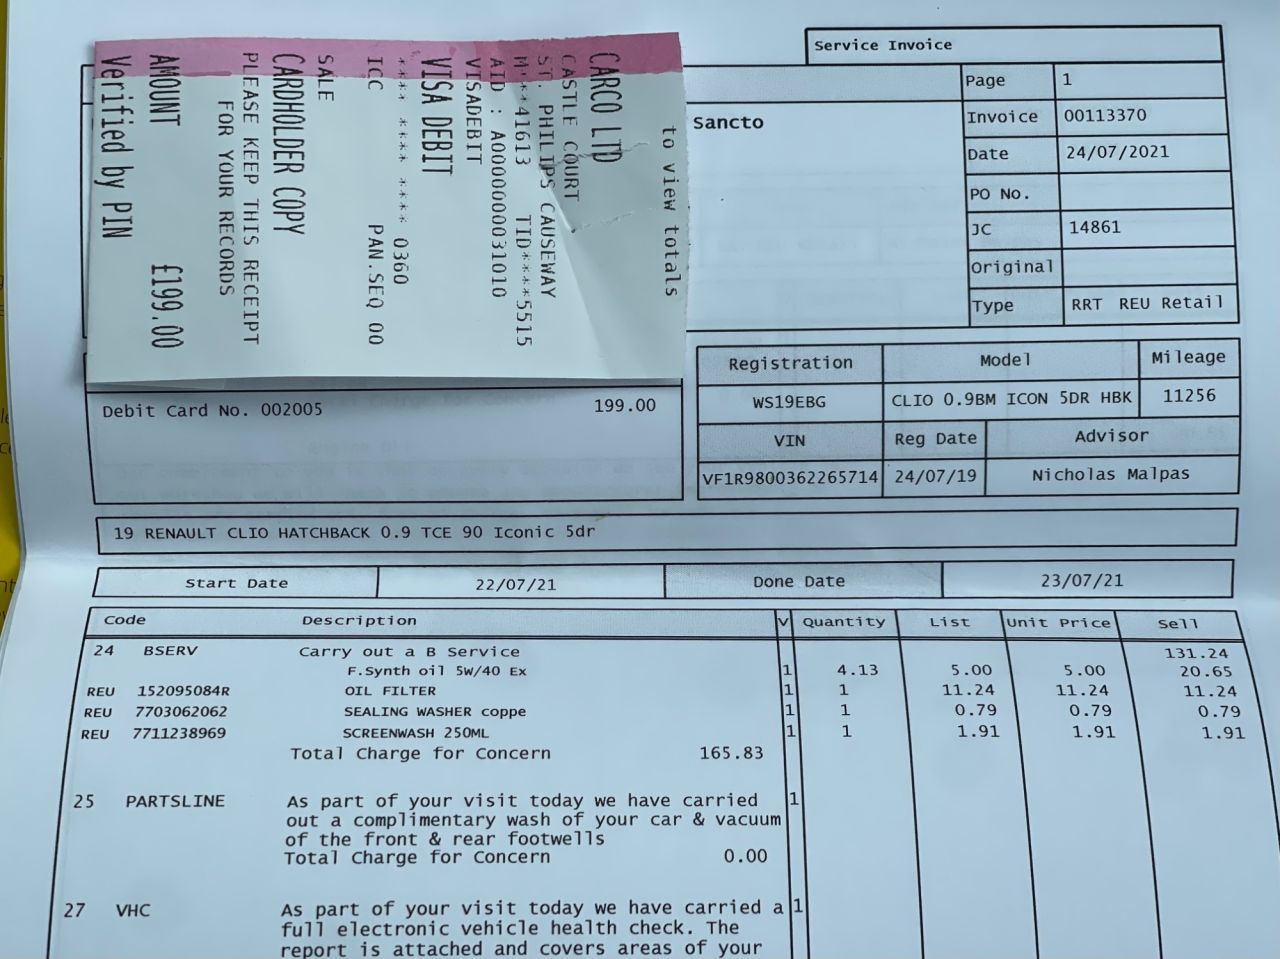 Service Invoice
Page 1
Invoice 00113370
Date 24/07/2021
PO No.
JC 14861
Original
Type RRT REU Retail
Sancto
to view totals
CARCO LTD
CASTLE COURT
ST. PHILIPS CAUSEWAY
M***41613 TID****5515
AID : A0000000031010
VISADEBIT
VISA DEBIT
**** **** **** 0360
ICC PAN.SEQ 00
SALE
CARDHOLDER COPY
PLEASE KEEP THIS RECEIPT
FOR YOUR RECORDS
AMOUNT £199.00
Verified by PIN
Debit Card No. 002005 199.00
Registration Model Mileage
WS19EBG CLIO 0.9BM ICON 5DR HBK 11256
VIN Reg Date Advisor
VF1R9800362265714 24/07/19 Nicholas Malpas
19 RENAULT CLIO HATCHBACK 0.9 TCE 90 Iconic 5dr
Start Date 22/07/21 Done Date 23/07/21
Code Description V Quantity List Unit Price Sell
24 BSERV Carry out a B Service 131.24
F.Synth oil 5W/40 Ex 1 4.13 5.00 5.00 20.65
REU 152095084R OIL FILTER 1 1 11.24 11.24 11.24
REU 7703062062 SEALING WASHER coppe 1 1 0.79 0.79 0.79
REU 7711238969 SCREENWASH 250ML 1 1 1.91 1.91 1.91
Total Charge for Concern 165.83
25 PARTSLINE As part of your visit today we have carried 1
out a complimentary wash of your car & vacuum
of the front & rear footwells
Total Charge for Concern 0.00
27 VHC As part of your visit today we have carried a 1
full electronic vehicle health check. The
report is attached and covers areas of your